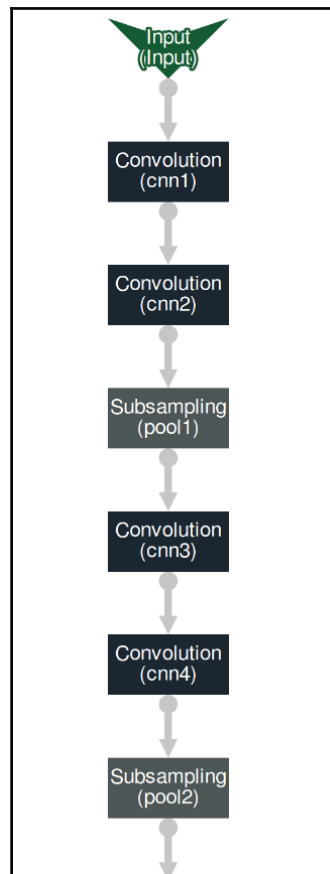 Input
(Input)
Convolution
(cnn1)
Convolution
(cnn2)
Subsampling
(pool1)
Convolution
(cnn3)
Convolution
(cnn4)
Subsampling
(pool2)